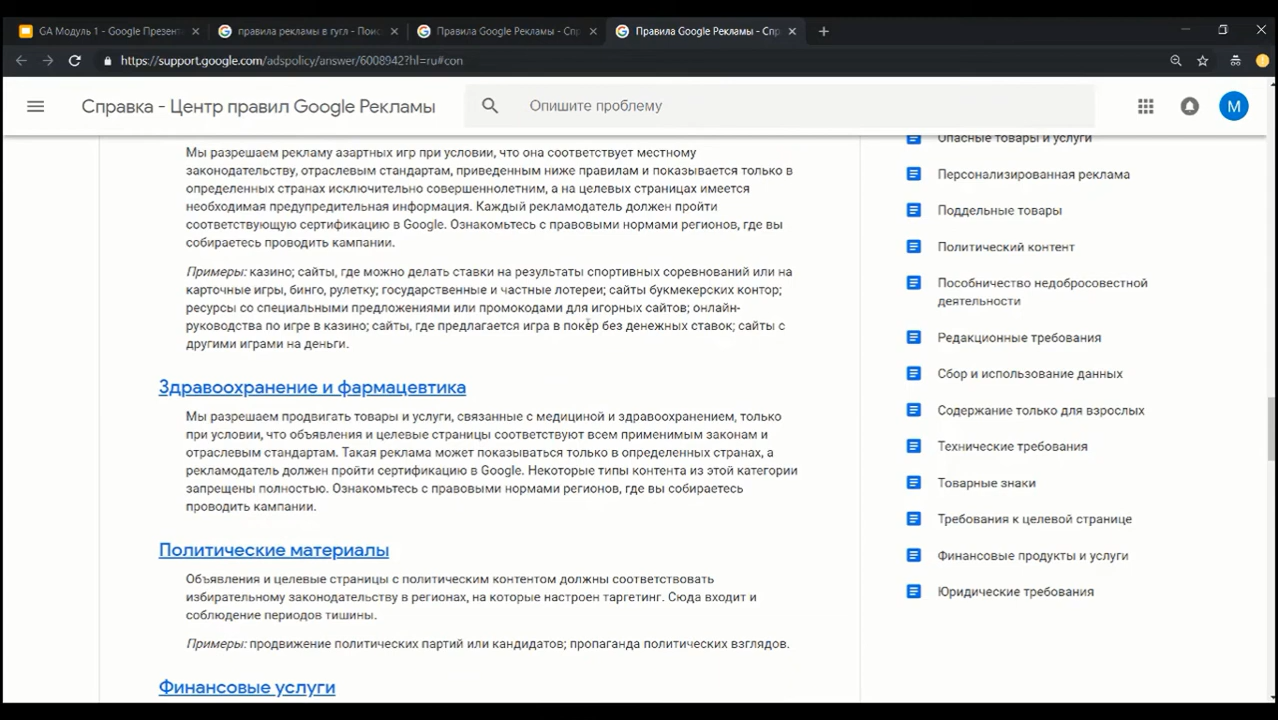 GA Модуль 1 - Google Презент
правила рекламы в гугл - Пои
Правила Google Рекламы - Спр
Правила Google Рекламы - Спр
https://support.google.com/adspolicy/answer/6008942?hl=ru#con
Справка - Центр правил Google Рекламы
Опишите проблему
M
Мы разрешаем рекламу азартных игр при условии, что она соответствует местному
законодательству, отраслевым стандартам, приведенным ниже правилам и показывается только в
определенных странах исключительно совершеннолетним, а на целевых страницах имеется
необходимая предупредительная информация. Каждый рекламодатель должен пройти
соответствующую сертификацию в Google. Ознакомьтесь с правовыми нормами регионов, где вы
собираетесь проводить кампании.
Примеры: казино; сайты, где можно делать ставки на результаты спортивных соревнований или на
карточные игры, бинго, рулетку; государственные и частные лотереи; сайты букмекерских контор;
ресурсы со специальными предложениями или промокодами для игорных сайтов; онлайн-
руководства по игре в казино; сайты, где предлагается игра в покер без денежных ставок; сайты с
другими играми на деньги.
Здравоохранение и фармацевтика
Мы разрешаем продвигать товары и услуги, связанные с медициной и здравоохранением, только
при условии, что объявления и целевые страницы соответствуют всем применимым законам и
отраслевым стандартам. Такая реклама может показываться только в определенных странах, а
рекламодатель должен пройти сертификацию в Google. Некоторые типы контента из этой категории
запрещены полностью. Ознакомьтесь с правовыми нормами регионов, где вы собираетесь
проводить кампании.
Политические материалы
Объявления и целевые страницы с политическим контентом должны соответствовать
избирательному законодательству в регионах, на которые настроен таргетинг. Сюда входит и
соблюдение периодов тишины.
Примеры: продвижение политических партий или кандидатов; пропаганда политических взглядов.
Финансовые услуги
Опасные товары и услуги
Персонализированная реклама
Поддельные товары
Политический контент
Пособничество недобросовестной
деятельности
Редакционные требования
Сбор и использование данных
Содержание только для взрослых
Технические требования
Товарные знаки
Требования к целевой странице
Финансовые продукты и услуги
Юридические требования